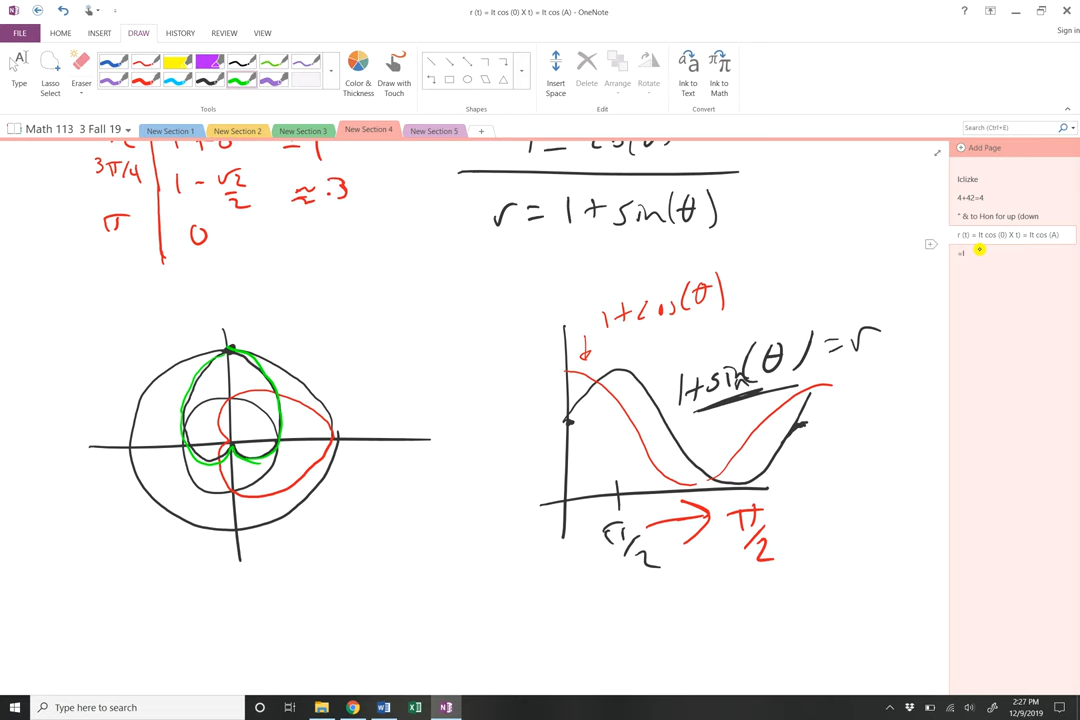 r (t) = It cos (0) X t) = It cos (A) - OneNote
Sign in
FILE HOME INSERT DRAW HISTORY REVIEW VIEW
Type
Lasso Select
Eraser
Color & Thickness
Draw with Touch
Insert Space
Delete
Arrange
Rotate
Ink to Text
Ink to Math
Tools
Shapes
Edit
Convert
Math 113 3 Fall 19
New Section 1
New Section 2
New Section 3
New Section 4
New Section 5
Search (Ctrl+E)
Add Page
Iclizke
4+42=4
" & to Hon for up (down
r (t) = It cos (0) X t) = It cos (A)
=I
3π/4 1 - √2/2 ≈ .3
π 0
r = 1 + sin(θ)
1+cos(θ)
1+sin(θ) = r
π/2
π/2
Type here to search
2:27 PM
12/9/2019